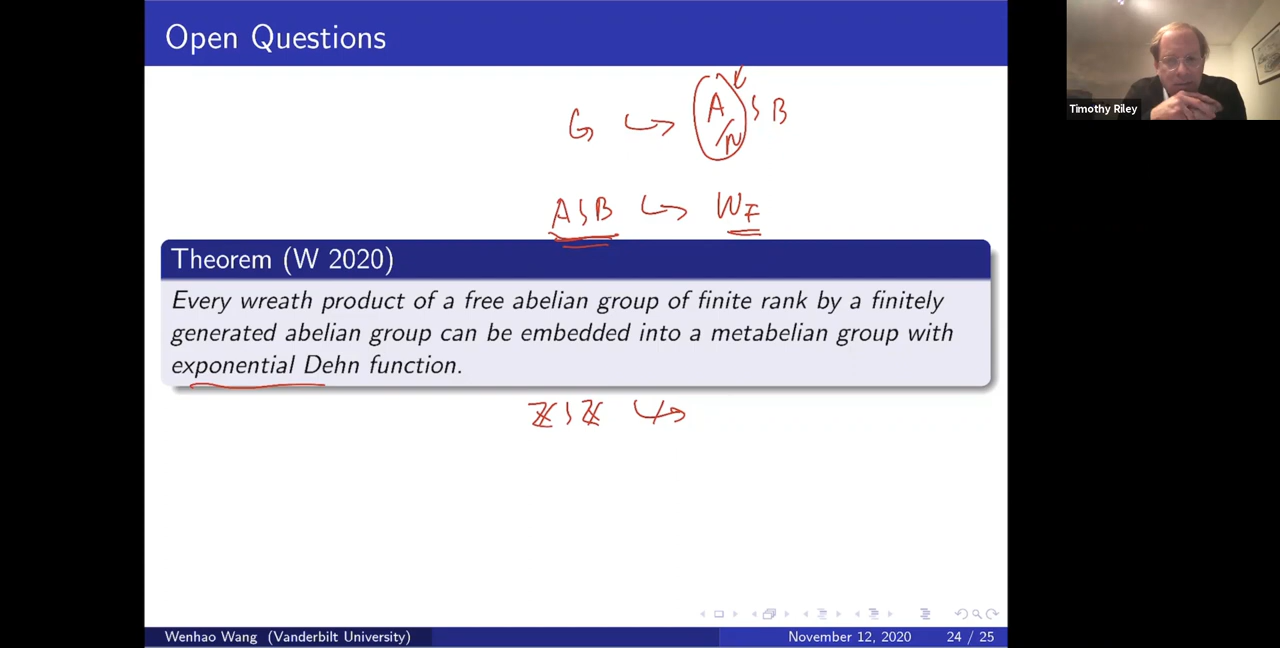 Open Questions
Timothy Riley
G ↪ A/N ≀ B
A ≀ B ↪ W_F
Theorem (W 2020)
Every wreath product of a free abelian group of finite rank by a finitely
generated abelian group can be embedded into a metabelian group with
exponential Dehn function.
ℤ ≀ ℤ ↪
Wenhao Wang (Vanderbilt University)
November 12, 2020
24 / 25